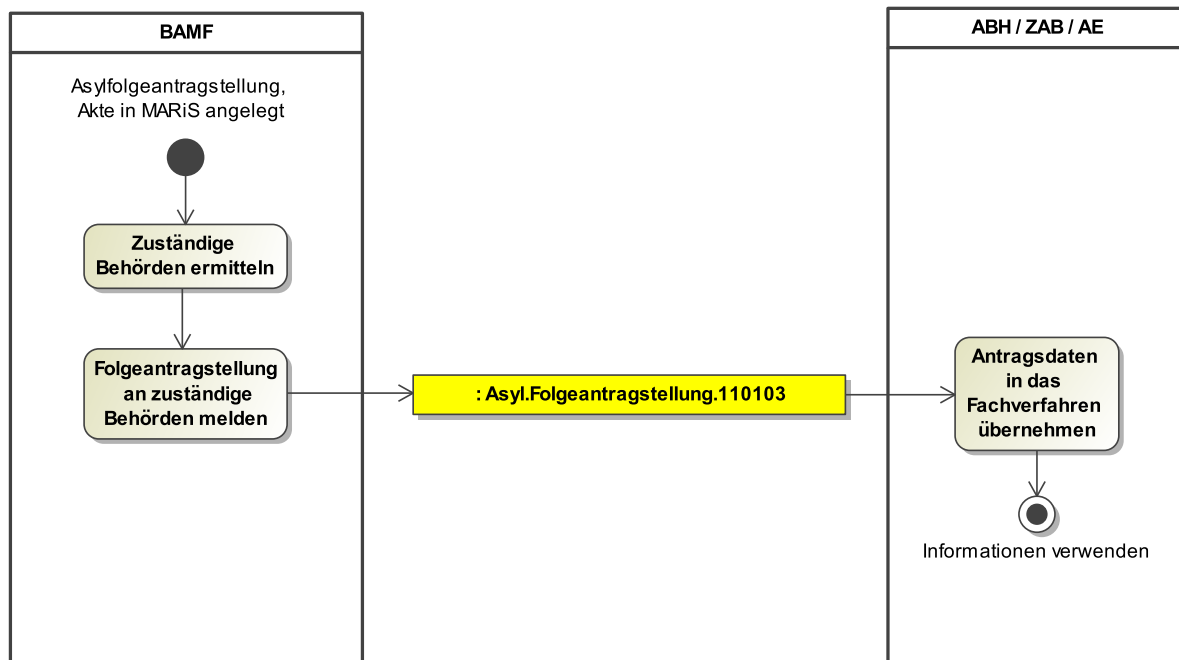 BAMF
Asylfolgeantragstellung,
Akte in MARiS angelegt
Zuständige
Behörden ermitteln
Folgeantragstellung
an zuständige
Behörden melden
: Asyl.Folgeantragstellung.110103
ABH / ZAB / AE
Antragsdaten
in das
Fachverfahren
übernehmen
Informationen verwenden